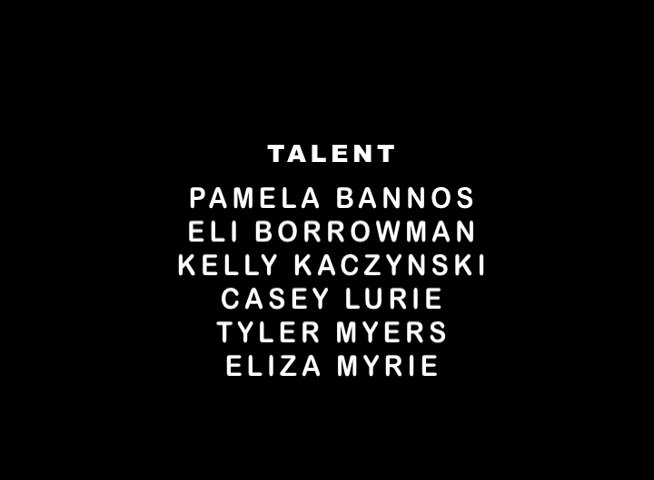 TALENT
PAMELA BANNOS
ELI BORROWMAN
KELLY KACZYNSKI
CASEY LURIE
TYLER MYERS
ELIZA MYRIE